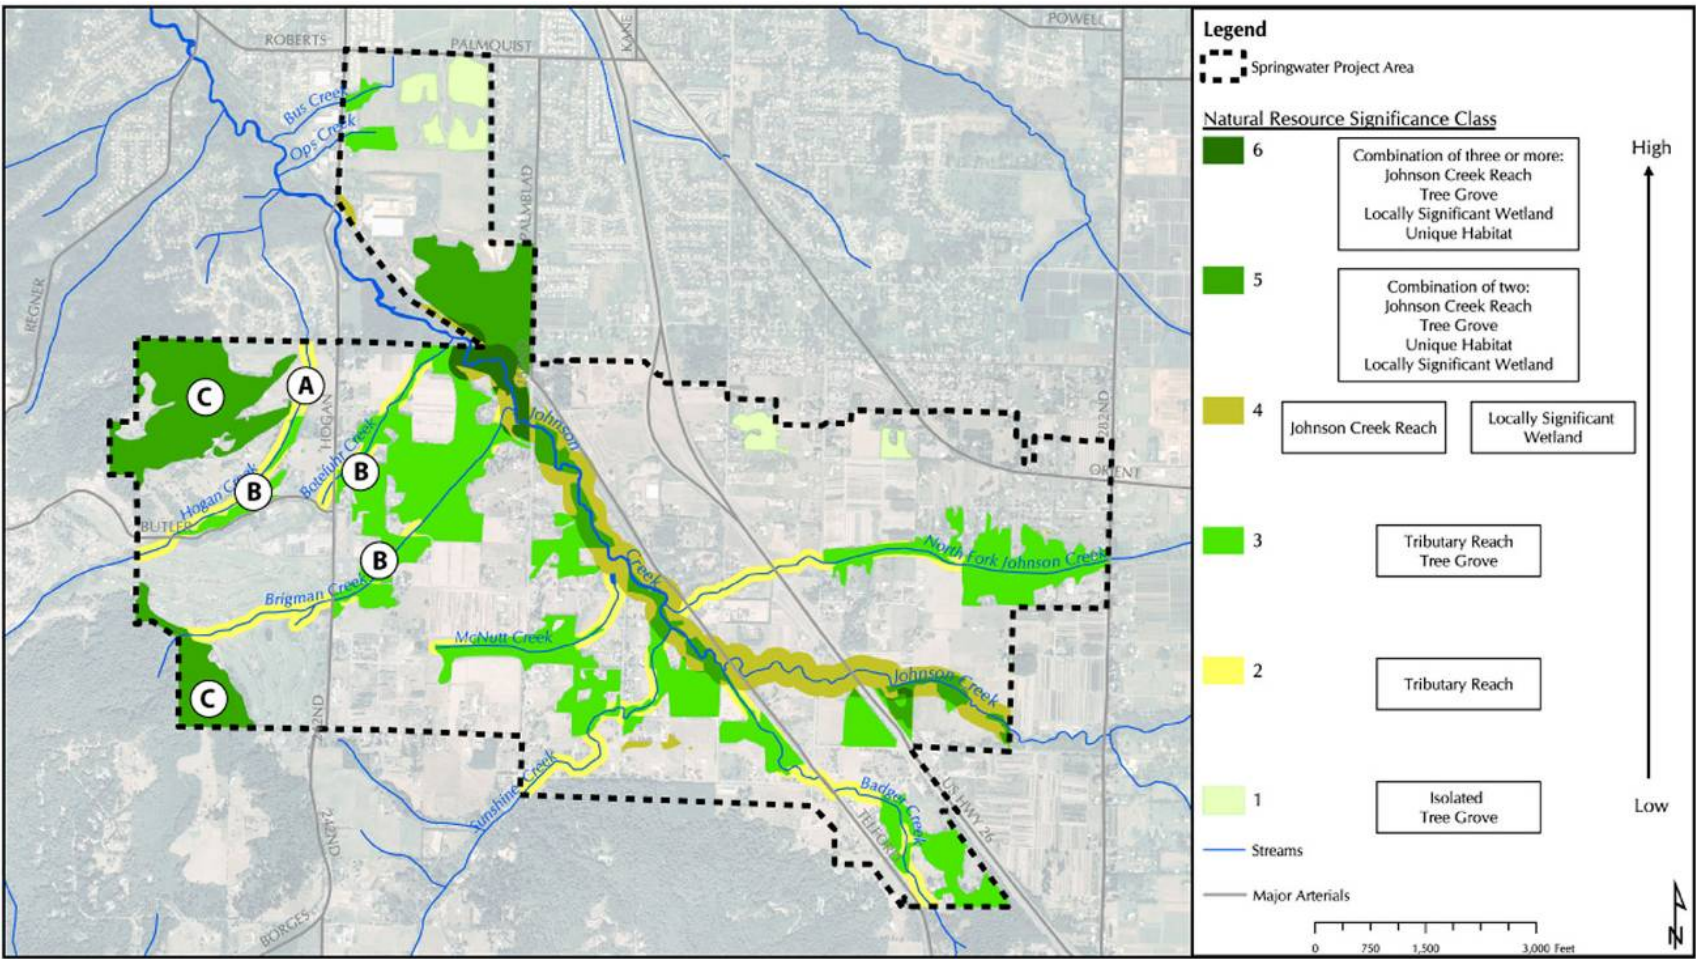 ROBERTS
PALMQUIST
KANE
POWELL
Bus Creek
Ops Creek
PALMBLAD
REGNER
C
A
HOGAN
Johnson
282ND
Botefuhr Creek
B
ORIENT
Hogan Creek
B
BUTLER
North Fork Johnson Creek
B
Creek
Brigman Creek
McNutt Creek
Johnson Creek
C
Sunshine Creek
Badger Creek
US HWY 26
242ND
BORGES
Legend
Springwater Project Area
Natural Resource Significance Class
6
Combination of three or more:
Johnson Creek Reach
Tree Grove
Locally Significant Wetland
Unique Habitat
High
5
Combination of two:
Johnson Creek Reach
Tree Grove
Unique Habitat
Locally Significant Wetland
4
Johnson Creek Reach
Locally Significant
Wetland
3
Tributary Reach
Tree Grove
2
Tributary Reach
1
Isolated
Tree Grove
Low
Streams
Major Arterials
0 750 1,500 3,000 Feet
N